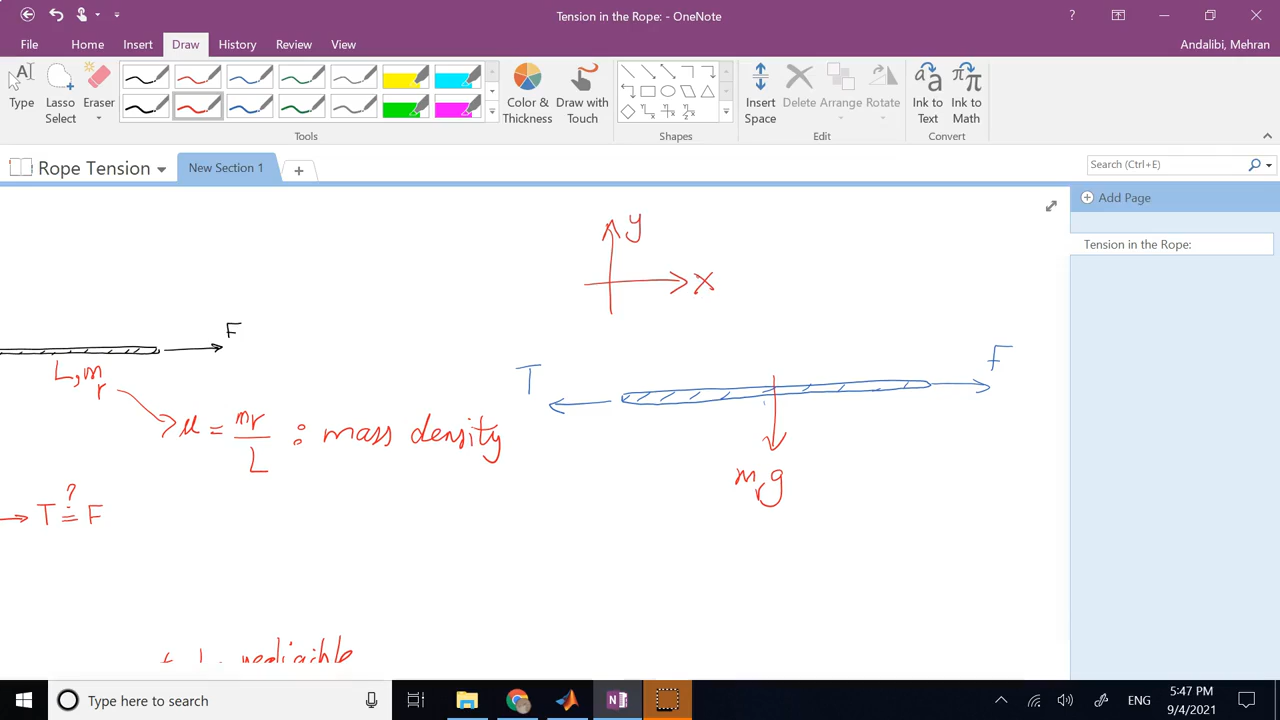 Tension in the Rope: - OneNote
?
File Home Insert Draw History Review View
Andalibi, Mehran
Type
Lasso Select
Eraser
Color & Thickness
Draw with Touch
Insert Space
Delete
Arrange
Rotate
Ink to Text
Ink to Math
Tools
Shapes
Edit
Convert
Rope Tension
New Section 1
+
Search (Ctrl+E)
Add Page
Tension in the Rope:
y
x
F
L, m_r
μ = m_r / L : mass density
T ≟ F
T
F
m_r g
negligible
Type here to search
ENG
5:47 PM
9/4/2021